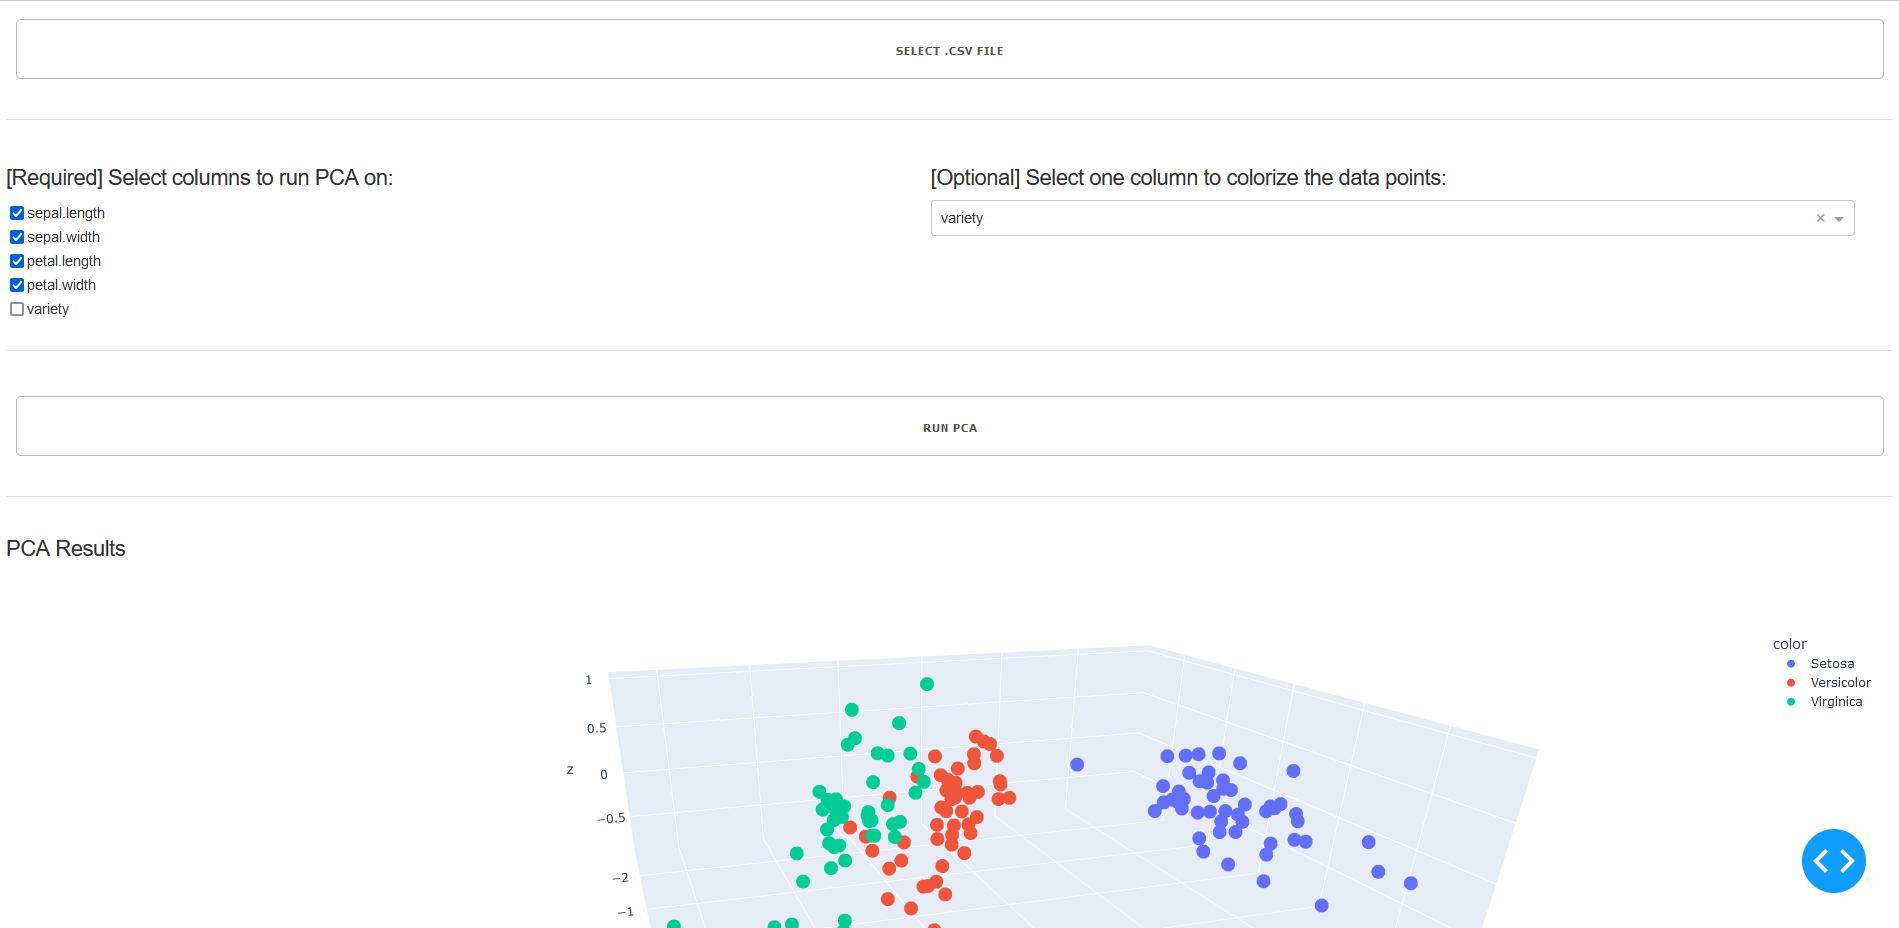 SELECT .CSV FILE
[Required] Select columns to run PCA on:
sepal.length
sepal.width
petal.length
petal.width
variety
[Optional] Select one column to colorize the data points:
variety
RUN PCA
PCA Results
color
Setosa
Versicolor
Virginica
1
0.5
z
0
−0.5
−2
−1